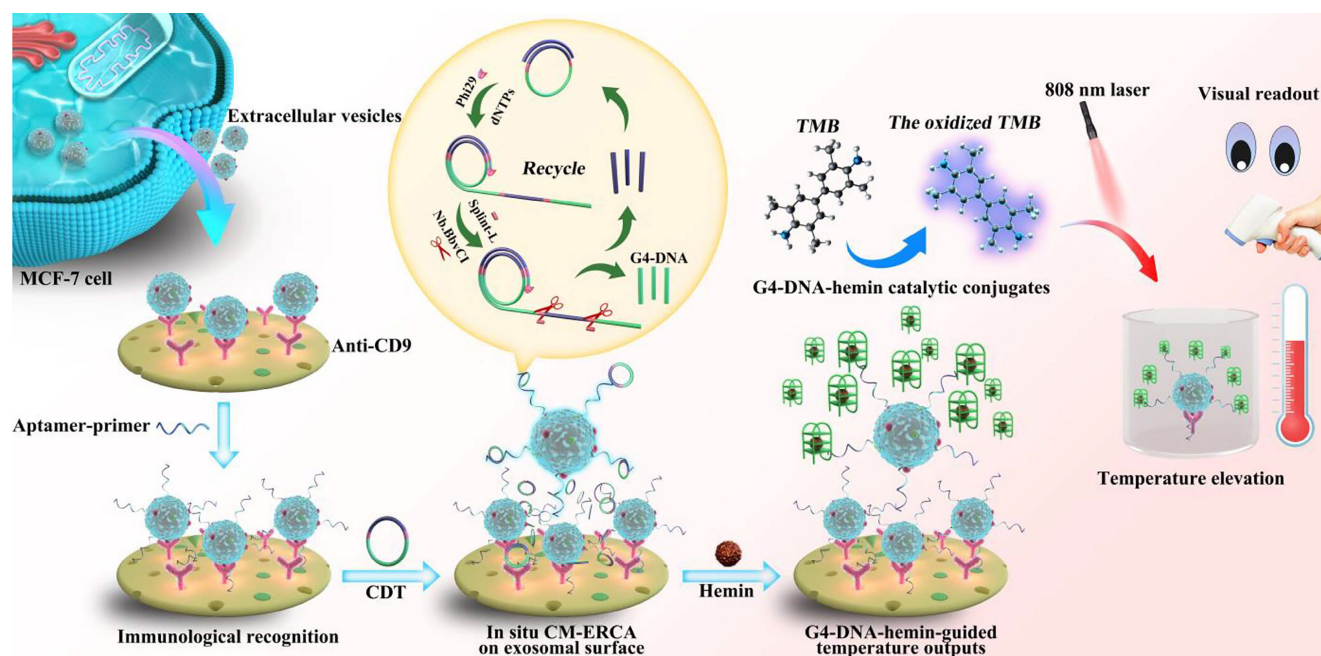 Extracellular vesicles
MCF-7 cell
Anti-CD9
Aptamer-primer
Immunological recognition
CDT
Phi29
dNTPs
Recycle
Splint-L
Nb.BbvCI
G4-DNA
In situ CM-ERCA
on exosomal surface
Hemin
TMB
The oxidized TMB
G4-DNA-hemin catalytic conjugates
G4-DNA-hemin-guided
temperature outputs
808 nm laser
Visual readout
Temperature elevation